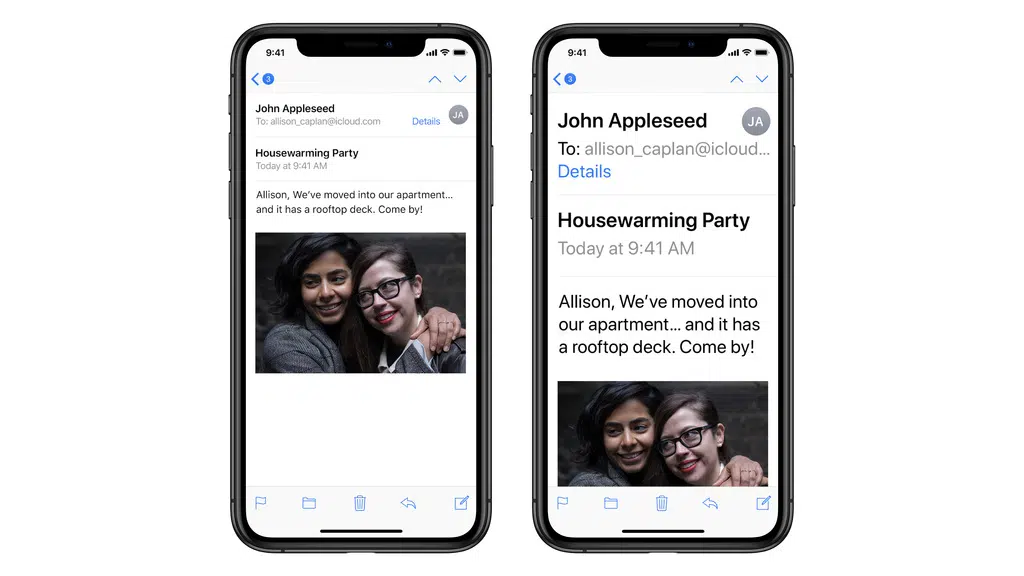 9:41
3
John Appleseed
JA
To: allison_caplan@icloud.com
Details
Housewarming Party
Today at 9:41 AM
Allison, We’ve moved into our apartment…
and it has a rooftop deck. Come by!
9:41
3
John Appleseed
JA
To: allison_caplan@icloud...
Details
Housewarming Party
Today at 9:41 AM
Allison, We’ve moved into
our apartment… and it has
a rooftop deck. Come by!